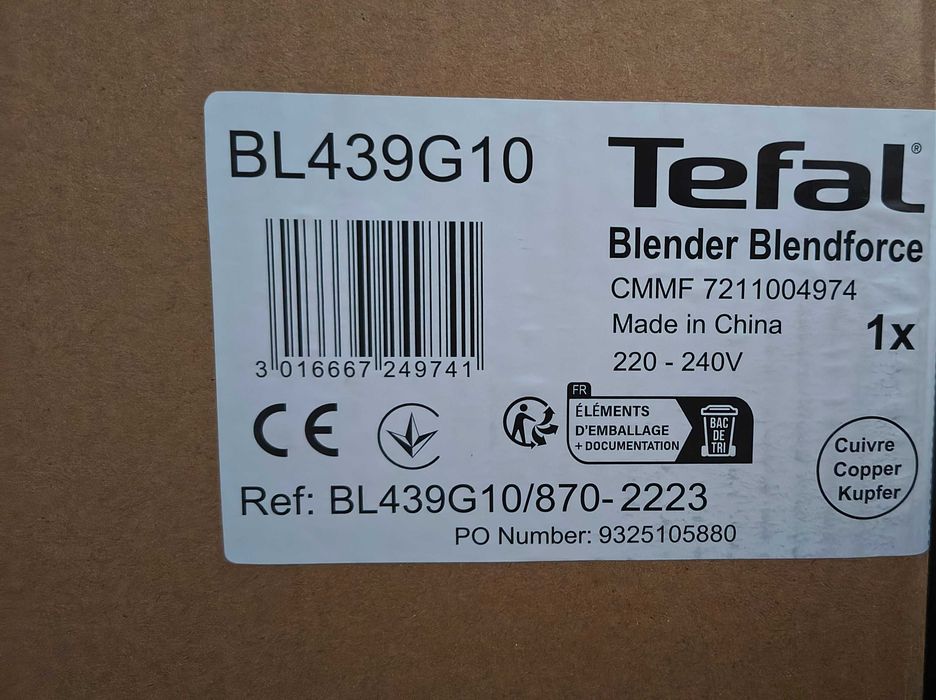 BL439G10
Tefal®
Blender Blendforce
CMMF 7211004974
Made in China
1x
220 - 240V
3 016667 249741
CE
FR
ÉLÉMENTS
D'EMBALLAGE
+ DOCUMENTATION
BAC
DE
TRI
Cuivre
Copper
Kupfer
Ref: BL439G10/870-2223
PO Number: 9325105880